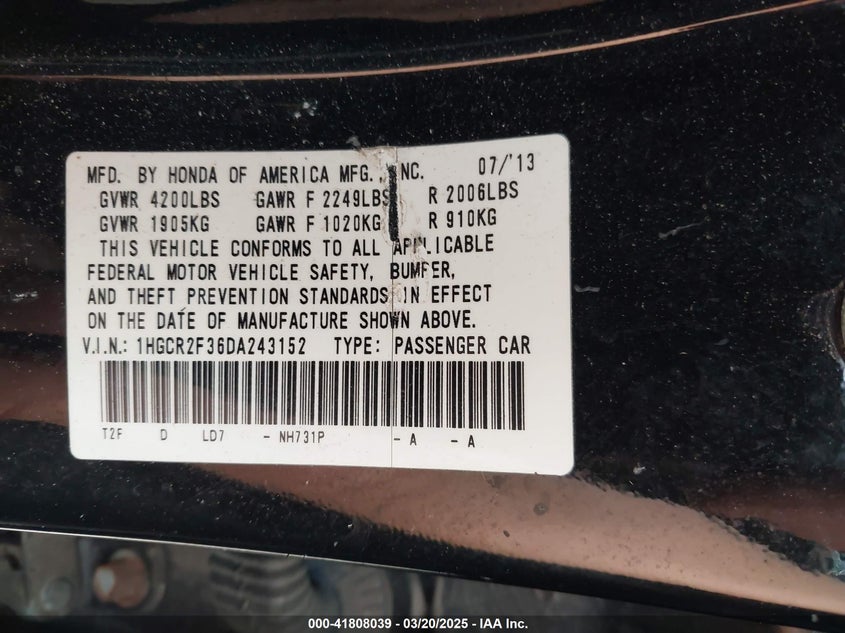 MFD. BY HONDA OF AMERICA MFG., INC. 07/'13
GVWR 4200LBS GAWR F 2249LBS R 2006LBS
GVWR 1905KG GAWR F 1020KG R 910KG
THIS VEHICLE CONFORMS TO ALL APPLICABLE
FEDERAL MOTOR VEHICLE SAFETY, BUMPER,
AND THEFT PREVENTION STANDARDS IN EFFECT
ON THE DATE OF MANUFACTURE SHOWN ABOVE.
V.I.N.: 1HGCR2F36DA243152 TYPE: PASSENGER CAR
T2F D LD7 - NH731P - A - A
000-41808039 - 03/20/2025 - IAA Inc.